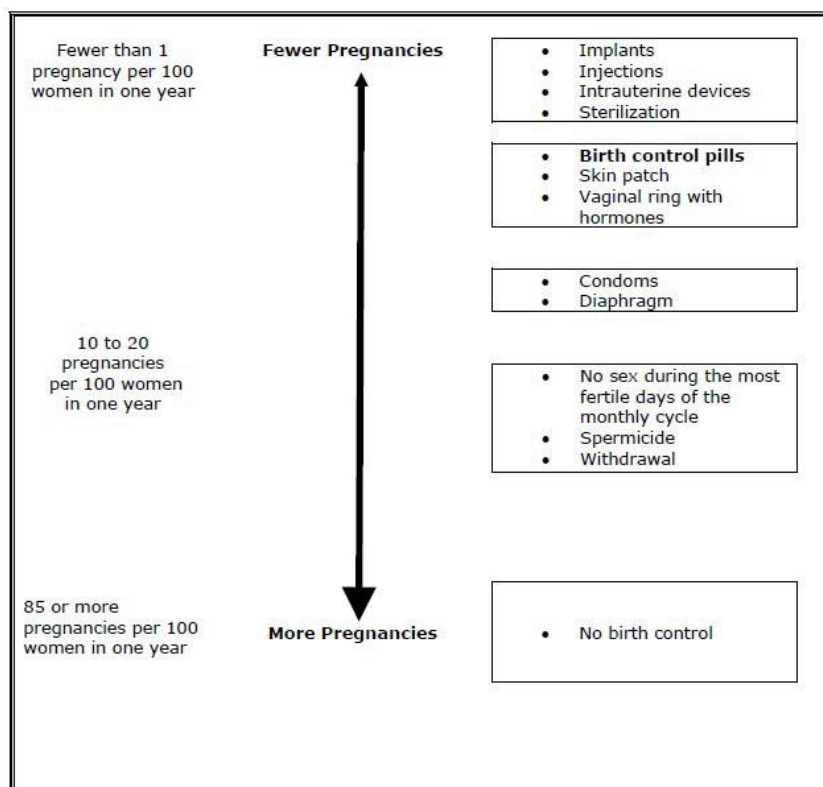 Fewer than 1
pregnancy per 100
women in one year
Fewer Pregnancies
• Implants
• Injections
• Intrauterine devices
• Sterilization
• Birth control pills
• Skin patch
• Vaginal ring with
hormones
• Condoms
• Diaphragm
10 to 20
pregnancies
per 100 women
in one year
• No sex during the most
fertile days of the
monthly cycle
• Spermicide
• Withdrawal
85 or more
pregnancies per 100
women in one year
More Pregnancies
• No birth control